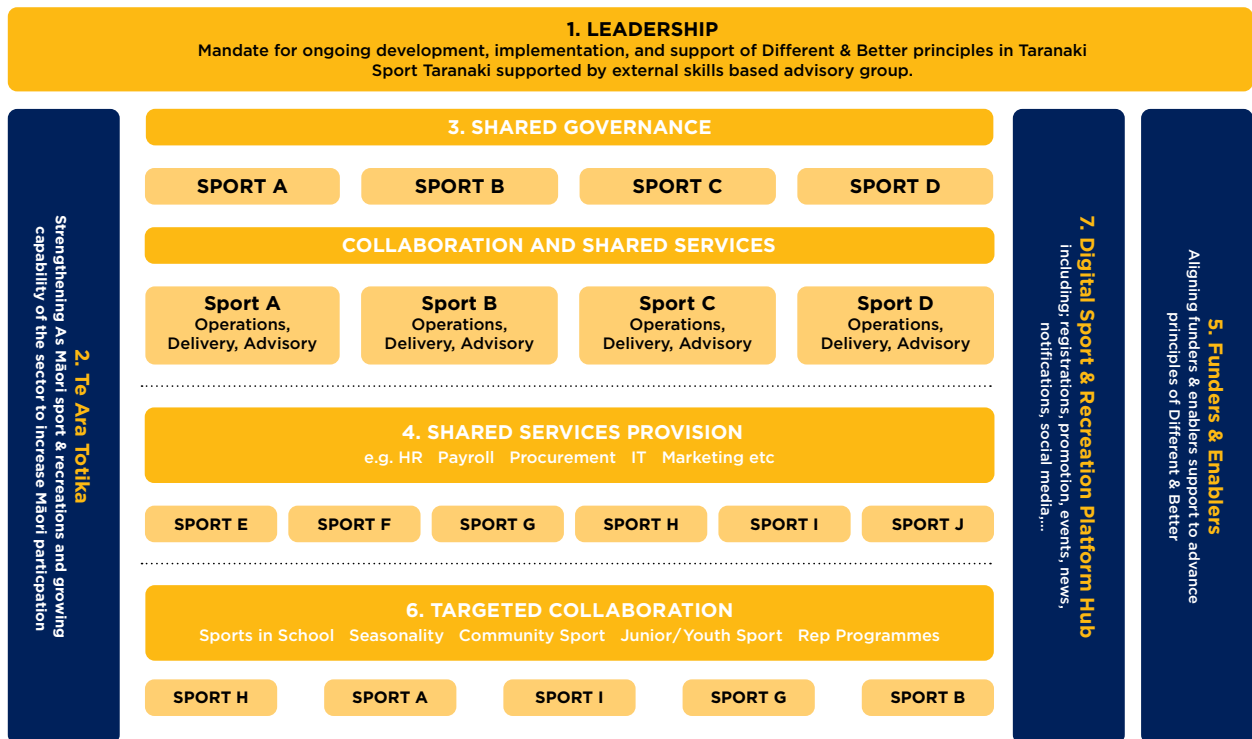 1. LEADERSHIP
Mandate for ongoing development, implementation, and support of Different & Better principles in Taranaki
Sport Taranaki supported by external skills based advisory group.
2. Te Ara Totika
Strengthening As Māori sport & recreations and growing
capability of the sector to increase Māori particpation
3. SHARED GOVERNANCE
SPORT A
SPORT B
SPORT C
SPORT D
COLLABORATION AND SHARED SERVICES
Sport A
Operations,
Delivery, Advisory
Sport B
Operations,
Delivery, Advisory
Sport C
Operations,
Delivery, Advisory
Sport D
Operations,
Delivery, Advisory
4. SHARED SERVICES PROVISION
e.g. HR Payroll Procurement IT Marketing etc
SPORT E
SPORT F
SPORT G
SPORT H
SPORT I
SPORT J
6. TARGETED COLLABORATION
Sports in School Seasonality Community Sport Junior/Youth Sport Rep Programmes
SPORT H
SPORT A
SPORT I
SPORT G
SPORT B
7. Digital Sport & Recreation Platform Hub
including; registrations, promotion, events, news,
notifications, social media,...
5. Funders & Enablers
Aligning funders & enablers support to advance
principles of Different & Better